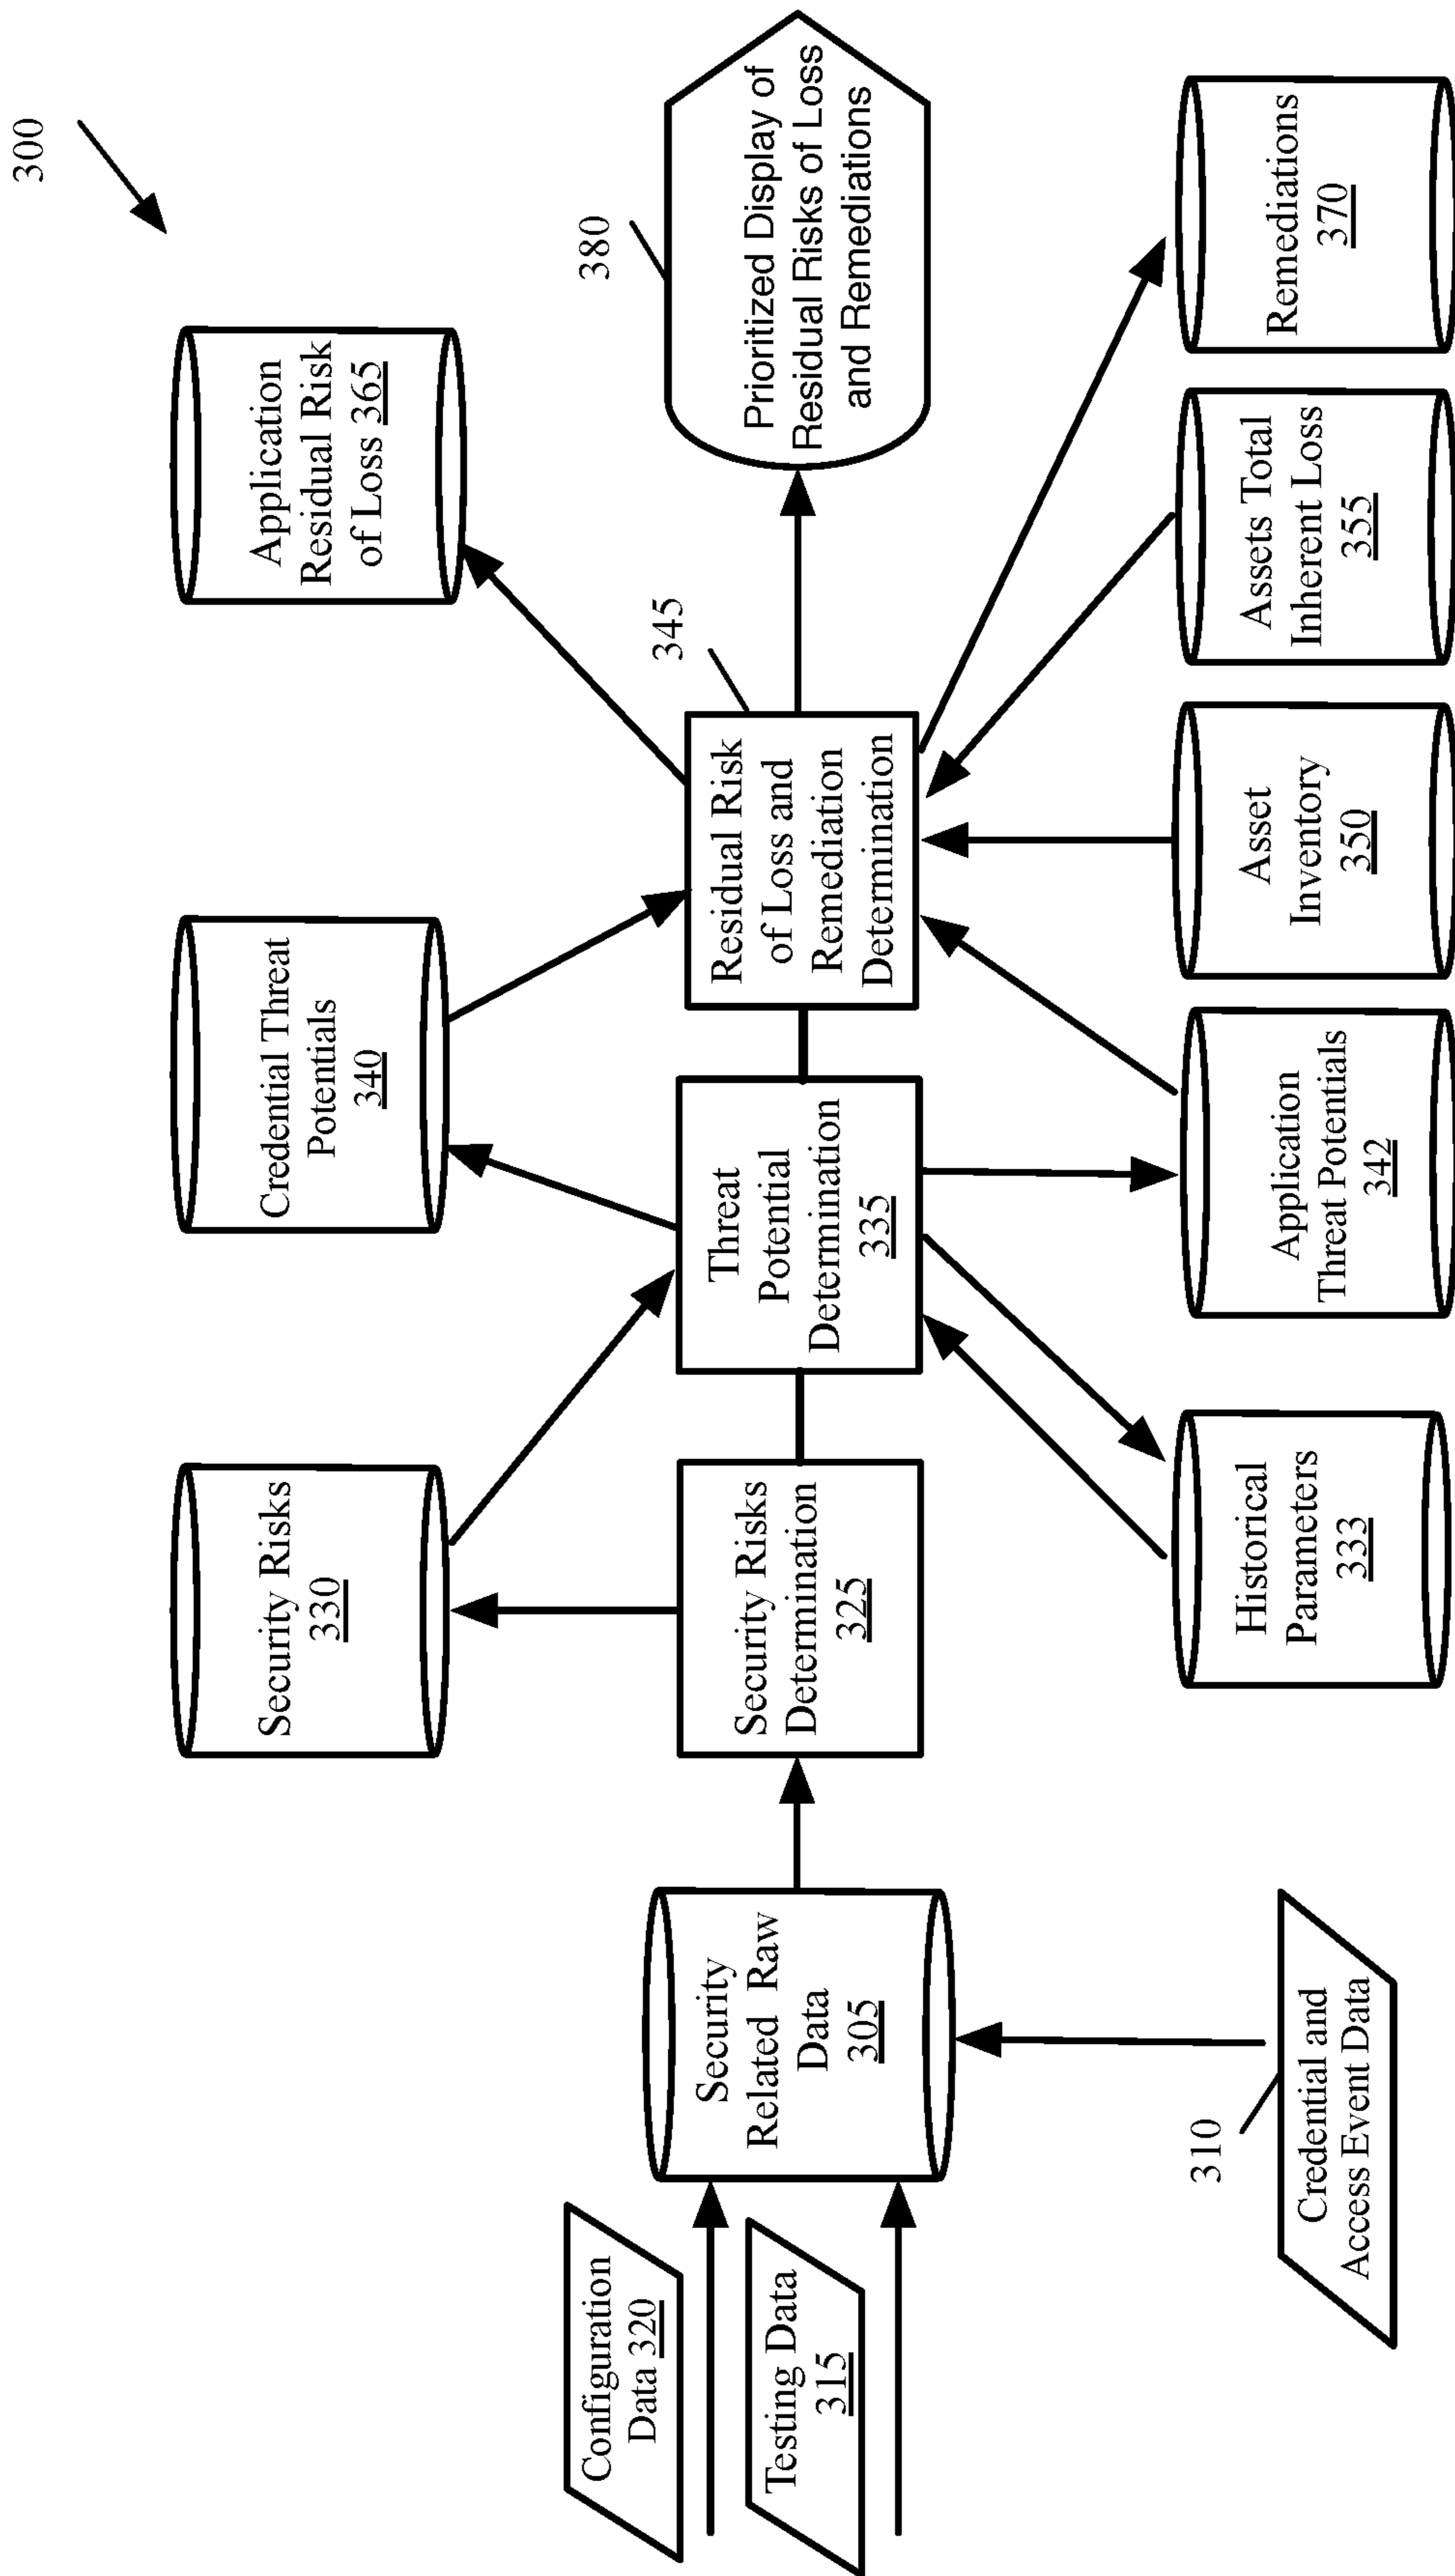 300
Security Risks
330
Credential Threat
Potentials
340
Application
Residual Risk
of Loss 365
Configuration
Data 320
Testing Data
315
Security
Related Raw
Data
305
Security Risks
Determination
325
Threat
Potential
Determination
335
345
Residual Risk
of Loss and
Remediation
Determination
380
Prioritized Display of
Residual Risks of Loss
and Remediations
310
Credential and
Access Event Data
Historical
Parameters
333
Application
Threat Potentials
342
Asset
Inventory
350
Assets Total
Inherent Loss
355
Remediations
370